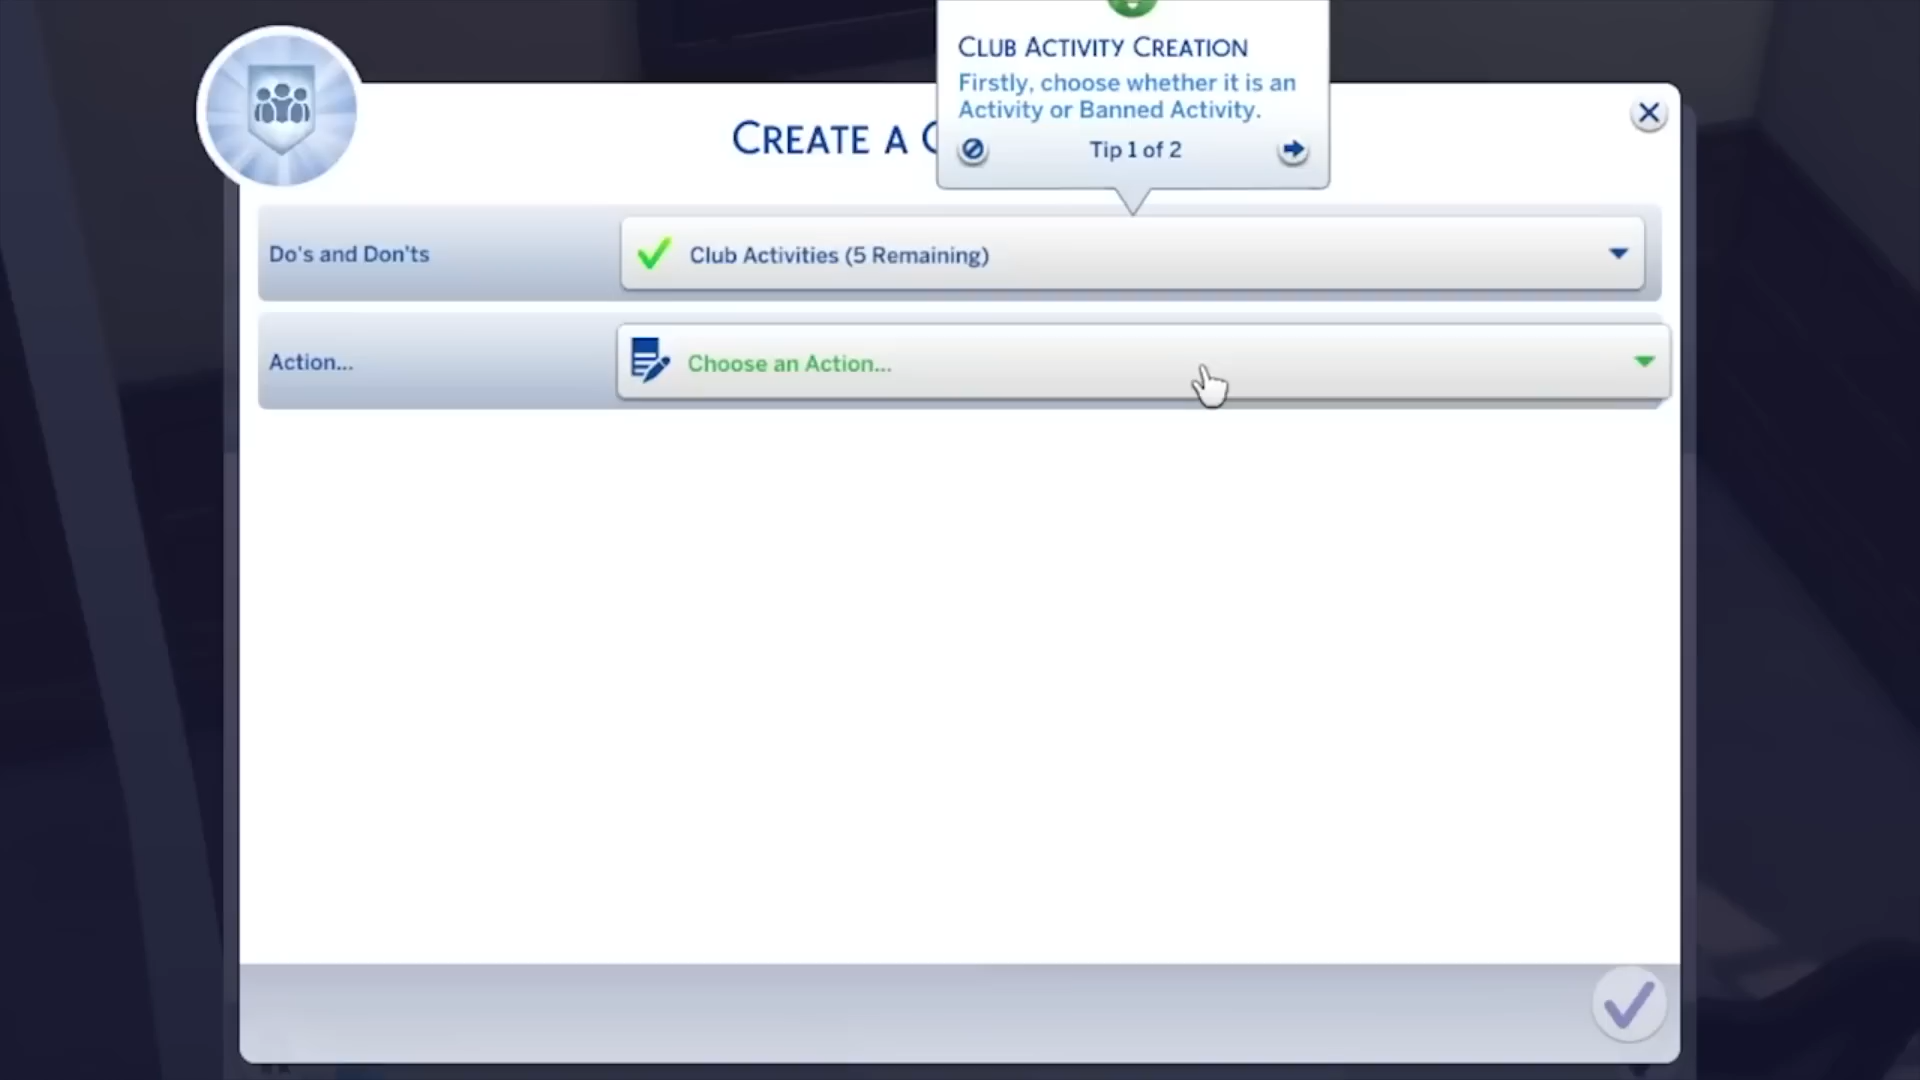 CLUB ACTIVITY CREATION
Firstly, choose whether it is an
Activity or Banned Activity.
Tip 1 of 2
CREATE A
Do's and Don'ts
Club Activities (5 Remaining)
Action...
Choose an Action...